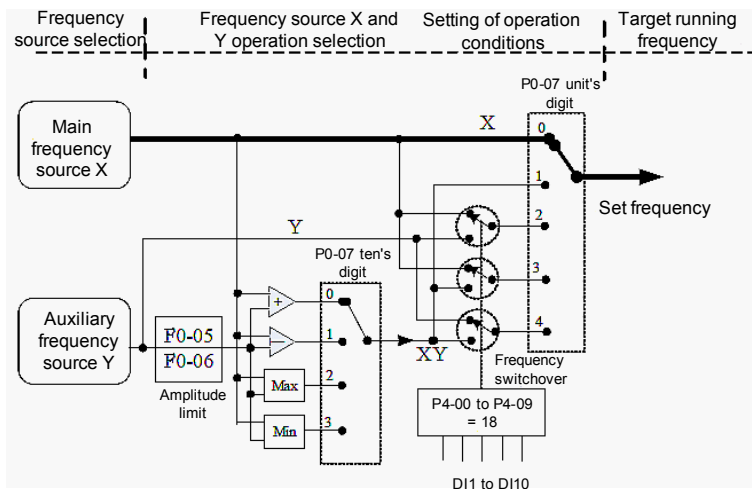 Frequency
source selection
Frequency source X and
Y operation selection
Setting of operation
conditions
Target running
frequency
P0-07 unit's
digit
Main
frequency
source X
X
0
1
2
3
4
Set frequency
Y
P0-07 ten's
digit
Auxiliary
frequency
source Y
F0-05
F0-06
Amplitude
limit
+
−
Max
Min
0
1
2
3
XY
Frequency
switchover
P4-00 to P4-09
= 18
DI1 to DI10